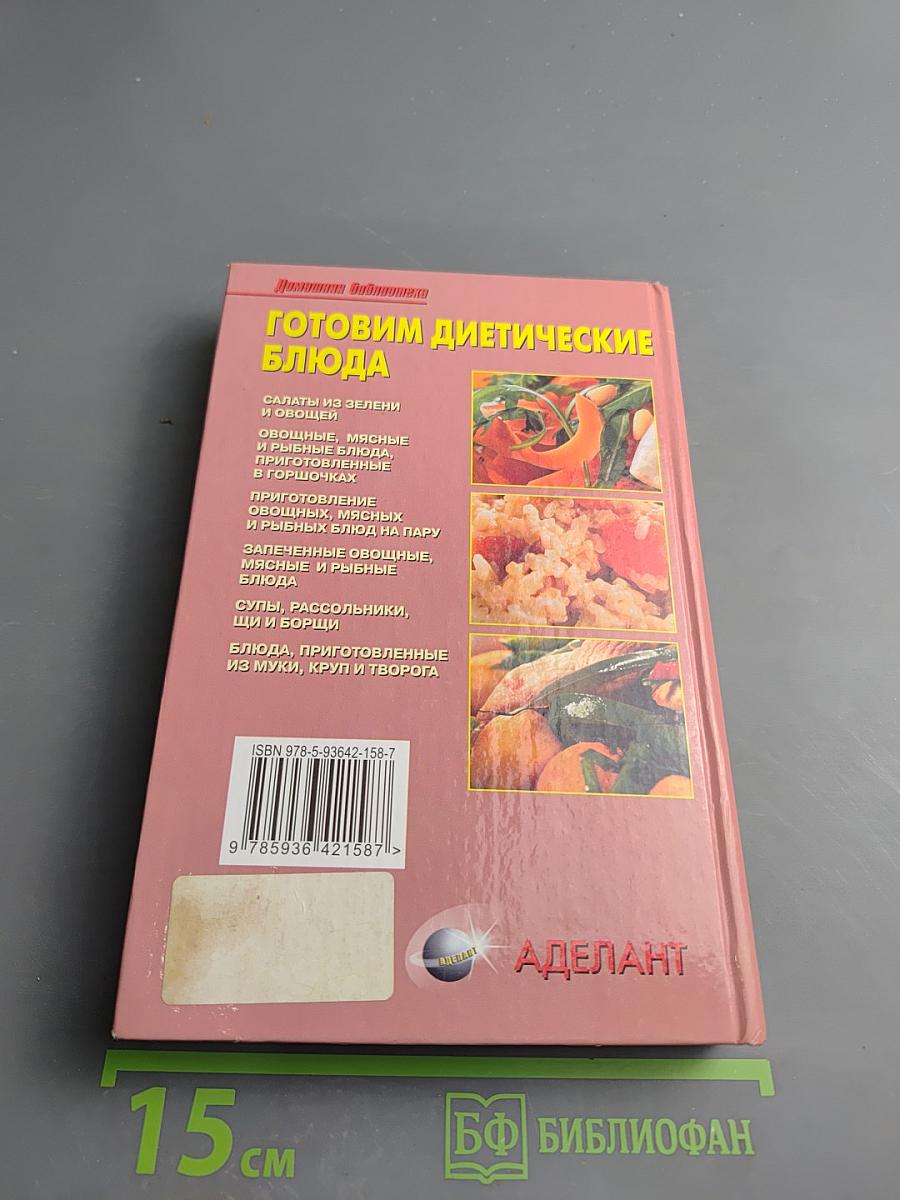 Домашняя библиотека
ГОТОВИМ ДИЕТИЧЕСКИЕ
БЛЮДА
САЛАТЫ ИЗ ЗЕЛЕНИ
И ОВОЩЕЙ
ОВОЩНЫЕ, МЯСНЫЕ
И РЫБНЫЕ БЛЮДА,
ПРИГОТОВЛЕННЫЕ
В ГОРШОЧКАХ
ПРИГОТОВЛЕНИЕ
ОВОЩНЫХ, МЯСНЫХ
И РЫБНЫХ БЛЮД НА ПАРУ
ЗАПЕЧЕННЫЕ ОВОЩНЫЕ,
МЯСНЫЕ И РЫБНЫЕ
БЛЮДА
СУПЫ, РАССОЛЬНИКИ,
ЩИ И БОРЩИ
БЛЮДА, ПРИГОТОВЛЕННЫЕ
ИЗ МУКИ, КРУП И ТВОРОГА
ISBN 978-5-93642-158-7
9 785936 421587 >
АДЕЛАНТ
АДЕЛАНТ
15 см
БФ БИБЛИОФАН